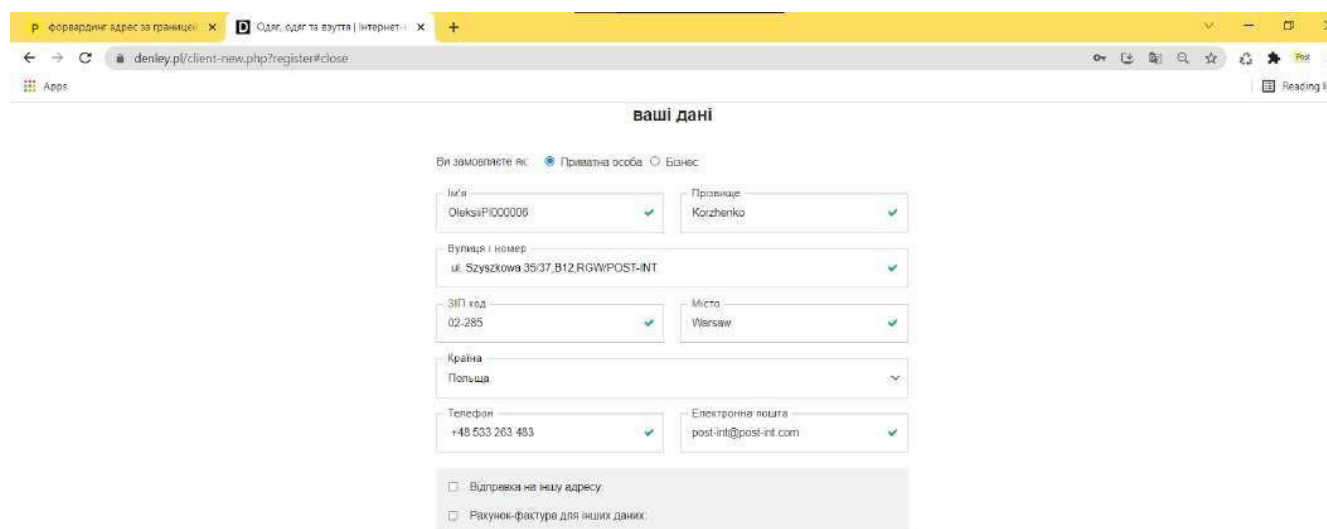 P форвардинг адрес за границей
D Одяг, одяг та взуття | Інтернет-
denley.pl/client-new.php?register#close
Post
Apps
Reading li
ваші дані
Ви замовляєте як: Приватна особа Бізнес
Ім'я Прізвище
OleksiiPl000006 Korzhenko
Вулиця і номер
ul. Szyszkowa 35/37,B12,RGW/POST-INT
ЗІП код Місто
02-285 Warsaw
Країна
Польща
Телефон Електронна пошта
+48 533 263 483 post-int@post-int.com
Відправка на іншу адресу
Рахунок-фактура для інших даних